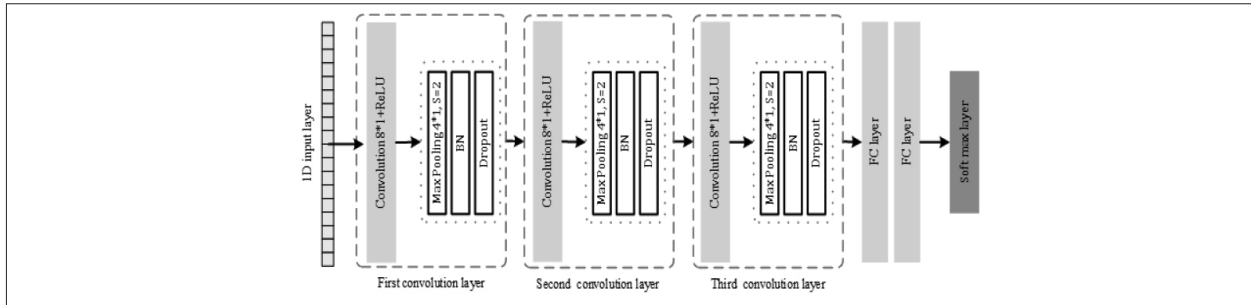 1D input layer
Convolution 8*1+ReLU
Max Pooling 4*1, S=2
BN
Dropout
First convolution layer
Convolution 8*1+ReLU
Max Pooling 4*1, S=2
BN
Dropout
Second convolution layer
Convolution 8*1+ReLU
Max Pooling 4*1, S=2
BN
Dropout
Third convolution layer
FC layer
FC layer
Soft max layer